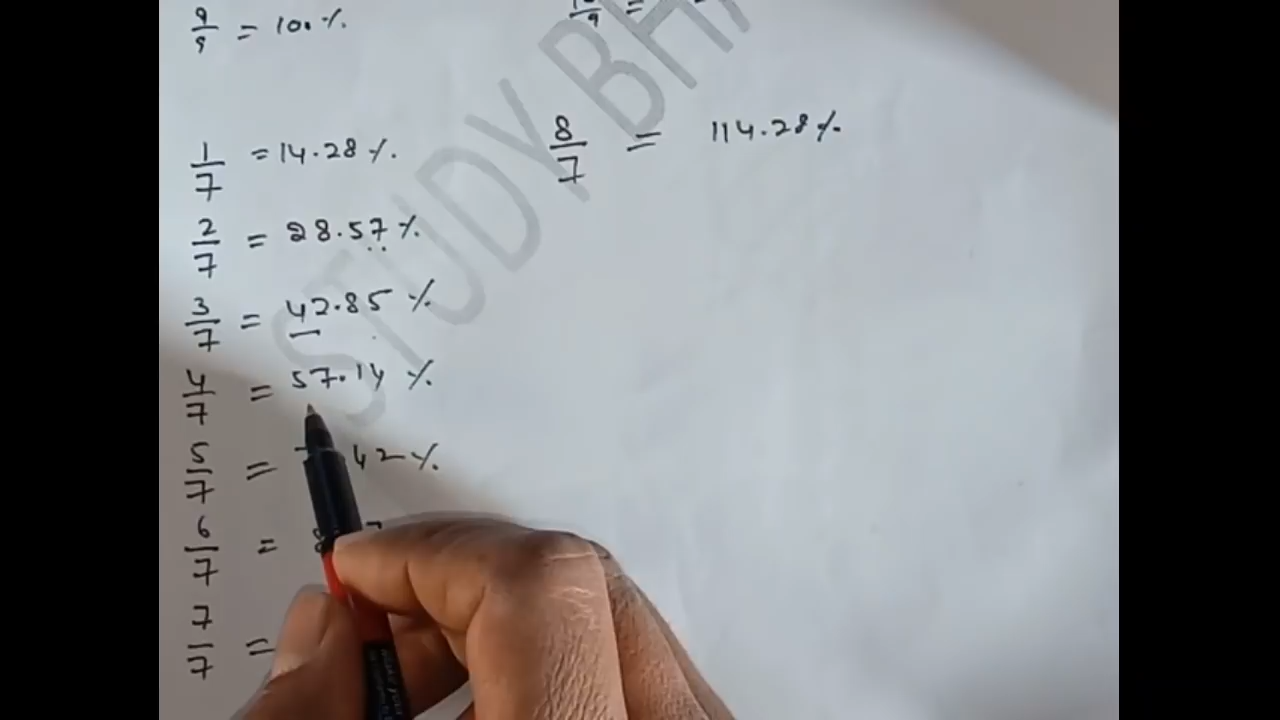 9/9 = 100%
1/7 = 14.28%
8/7 = 114.28%
2/7 = 28.57%
3/7 = 42.85%
4/7 = 57.14%
5/7 = 42%
6/7 =
7/7 =
STUDY